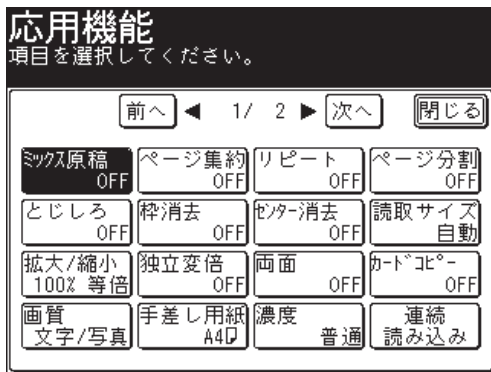 応用機能
項目を選択してください。
前へ ◀ 1/ 2 ▶ 次へ 閉じる
ﾐックス原稿 ページ集約 リピート ページ分割
OFF OFF OFF OFF
とじしろ 枠消去 ｾﾝﾀｰ消去 読取サイズ
OFF OFF OFF 自動
拡大/縮小 独立変倍 両面 ｶｰﾄﾞｺﾋﾟｰ
100% 等倍 OFF OFF OFF
画質 手差し用紙 濃度 連続
文字/写真 A4 普通 読み込み